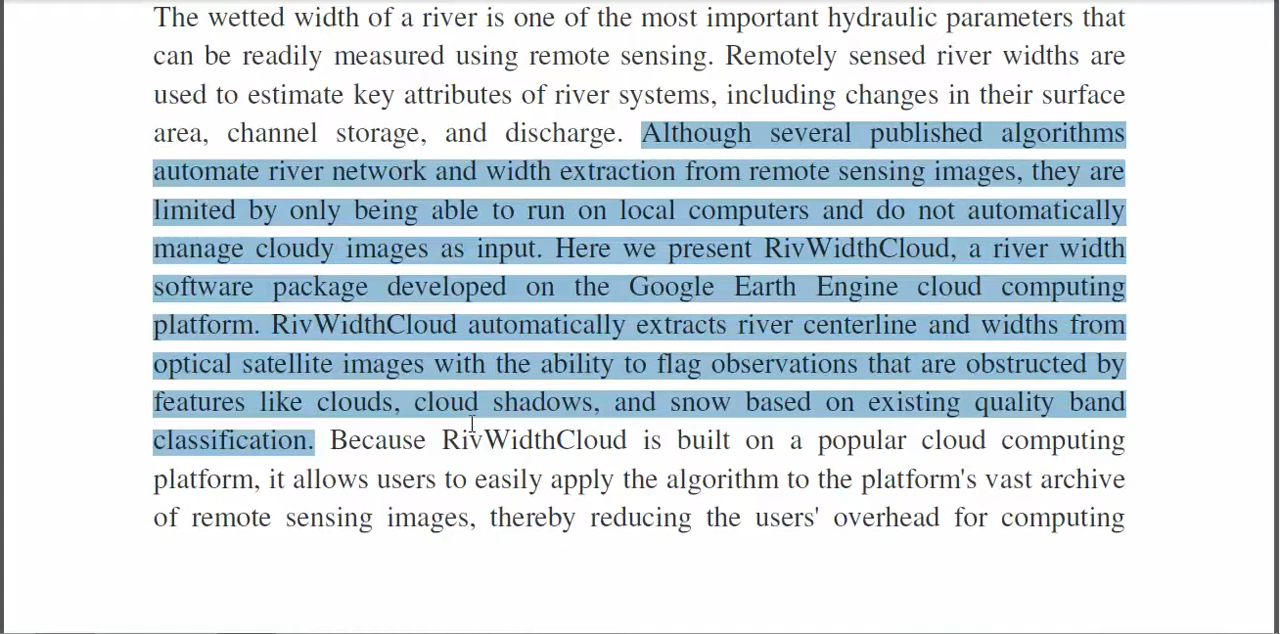 The wetted width of a river is one of the most important hydraulic parameters that
can be readily measured using remote sensing. Remotely sensed river widths are
used to estimate key attributes of river systems, including changes in their surface
area, channel storage, and discharge. Although several published algorithms
automate river network and width extraction from remote sensing images, they are
limited by only being able to run on local computers and do not automatically
manage cloudy images as input. Here we present RivWidthCloud, a river width
software package developed on the Google Earth Engine cloud computing
platform. RivWidthCloud automatically extracts river centerline and widths from
optical satellite images with the ability to flag observations that are obstructed by
features like clouds, cloud shadows, and snow based on existing quality band
classification. Because RivWidthCloud is built on a popular cloud computing
platform, it allows users to easily apply the algorithm to the platform's vast archive
of remote sensing images, thereby reducing the users' overhead for computing